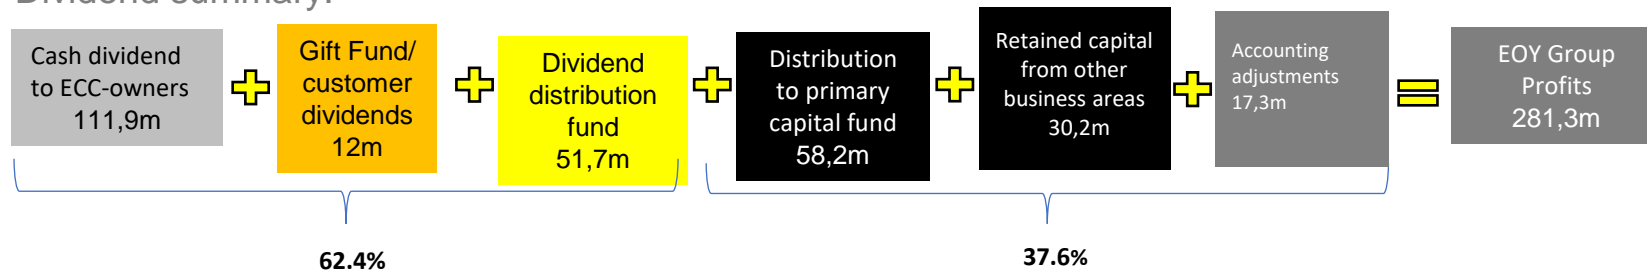 Dividend summary:
Cash dividend
to ECC-owners
111,9m
Gift Fund/
customer
dividends
12m
Dividend
distribution
fund
51,7m
Distribution
to primary
capital fund
58,2m
Retained capital
from other
business areas
30,2m
Accounting
adjustments
17,3m
EOY Group
Profits
281,3m
62.4%
37.6%